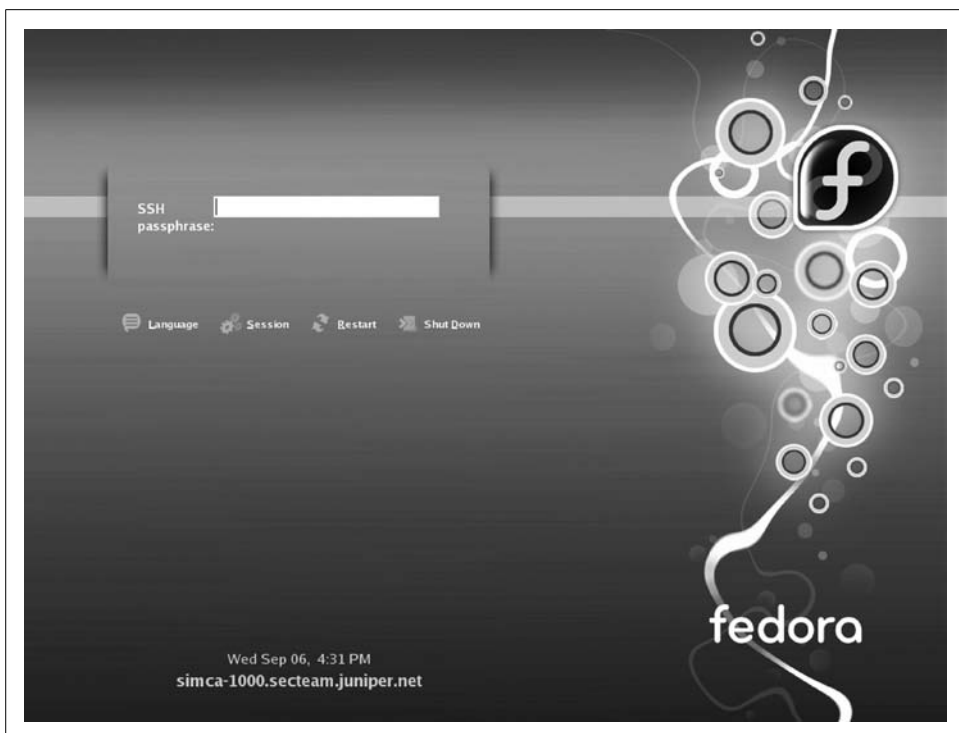 SSH
passphrase:
Language Session Restart Shut Down
fedora
Wed Sep 06, 4:31 PM
simca-1000.secteam.juniper.net